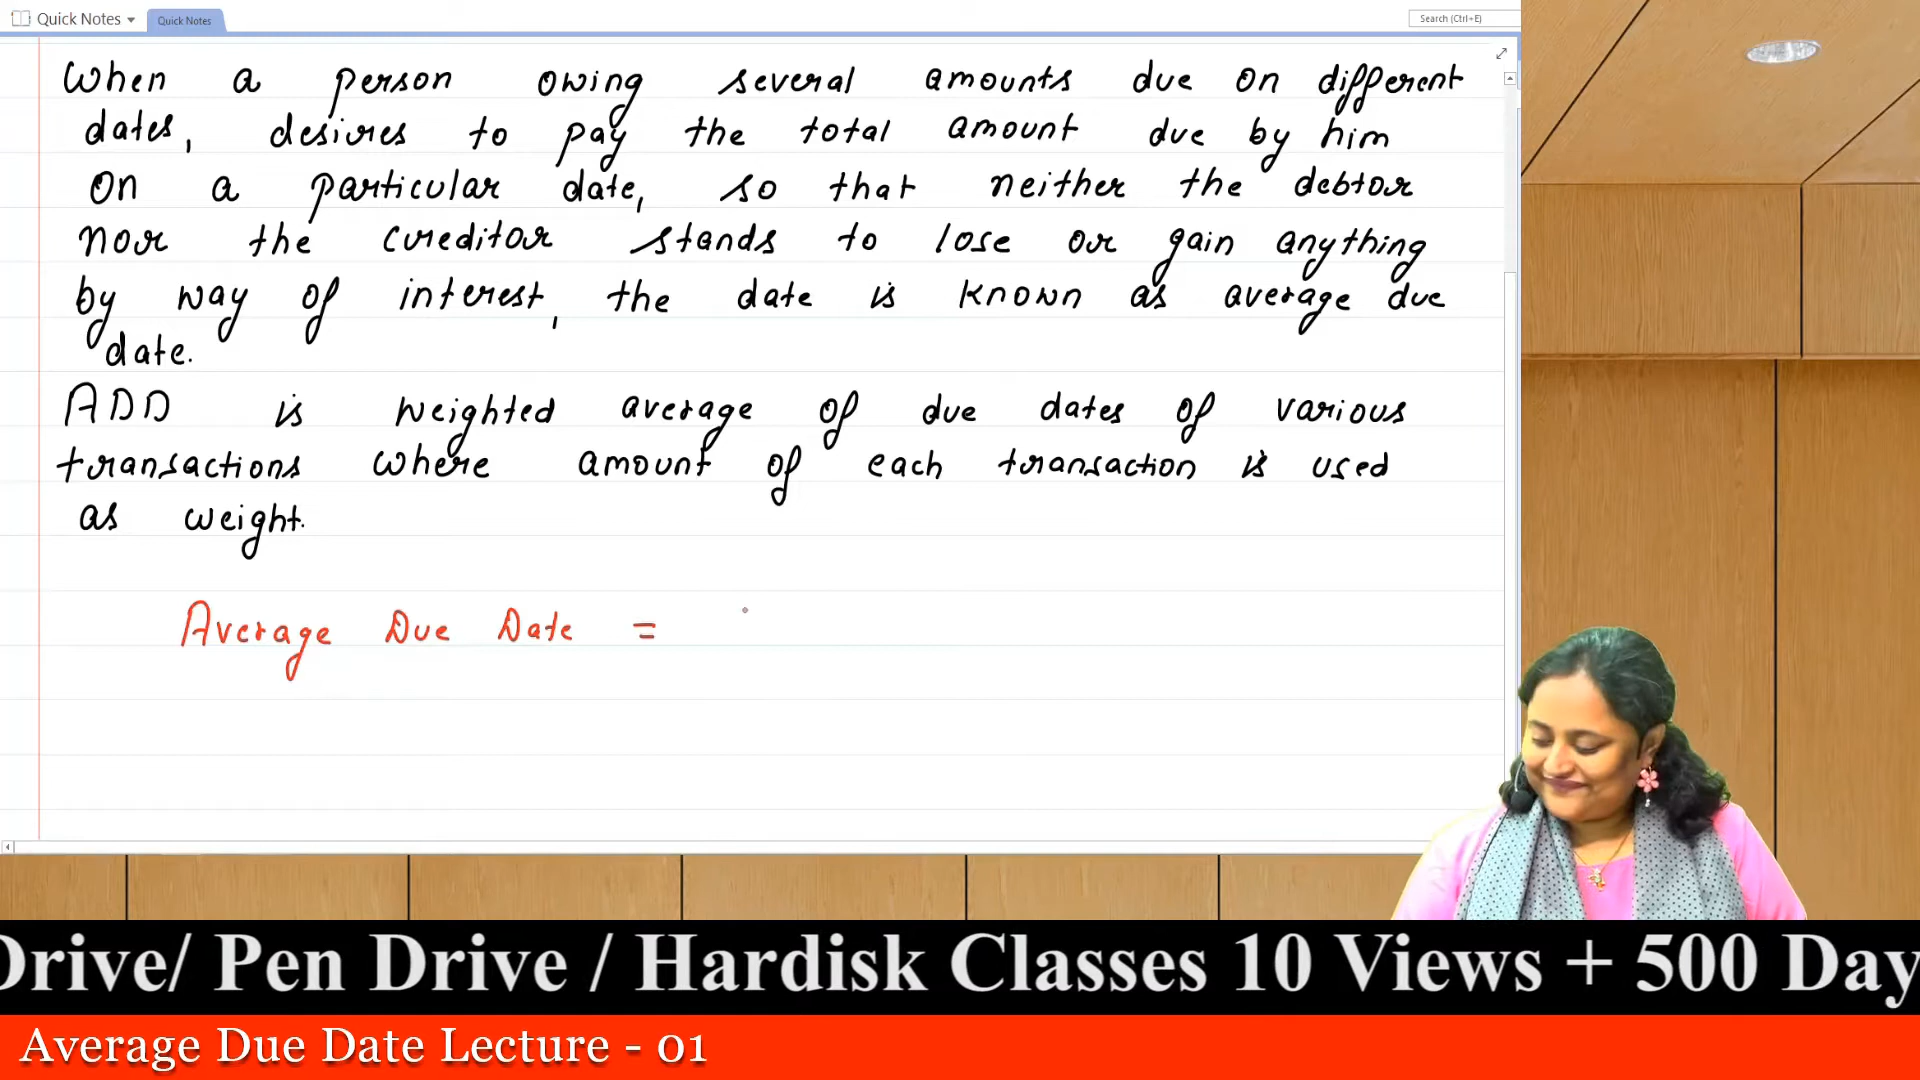 Quick Notes
Quick Notes
Search (Ctrl+E)
When a person owing several amounts due on different
dates, desires to pay the total amount due by him
on a particular date, so that neither the debtor
nor the creditor stands to lose or gain anything
by way of interest, the date is known as average due
date.
ADD is weighted average of due dates of various
transactions where amount of each transaction is used
as weight.
Average Due Date =
Drive/ Pen Drive / Hardisk Classes 10 Views + 500 Day
Average Due Date Lecture - 01